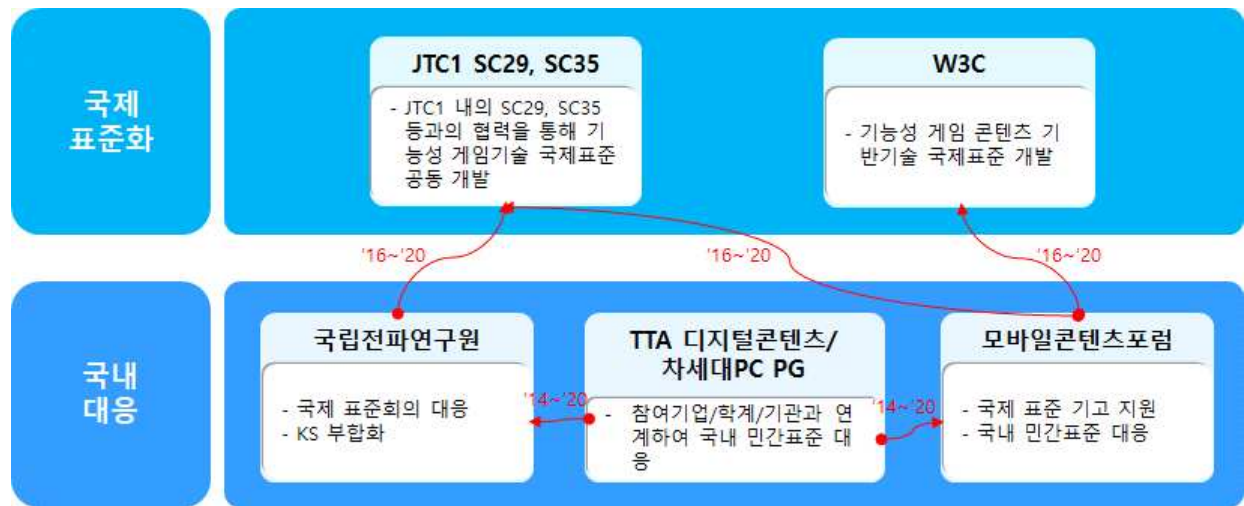 국제
표준화
JTC1 SC29, SC35
- JTC1 내의 SC29, SC35
등과의 협력을 통해 기
능성 게임기술 국제표준
공동 개발
W3C
- 기능성 게임 콘텐츠 기
반기술 국제표준 개발
'16~'20
'16~'20
'16~'20
국내
대응
국립전파연구원
- 국제 표준회의 대응
- KS 부합화
'14~'20
TTA 디지털콘텐츠/
차세대PC PG
- 참여기업/학계/기관과 연
계하여 국내 민간표준 대
응
'14~'20
모바일콘텐츠포럼
- 국제 표준 기고 지원
- 국내 민간표준 대응